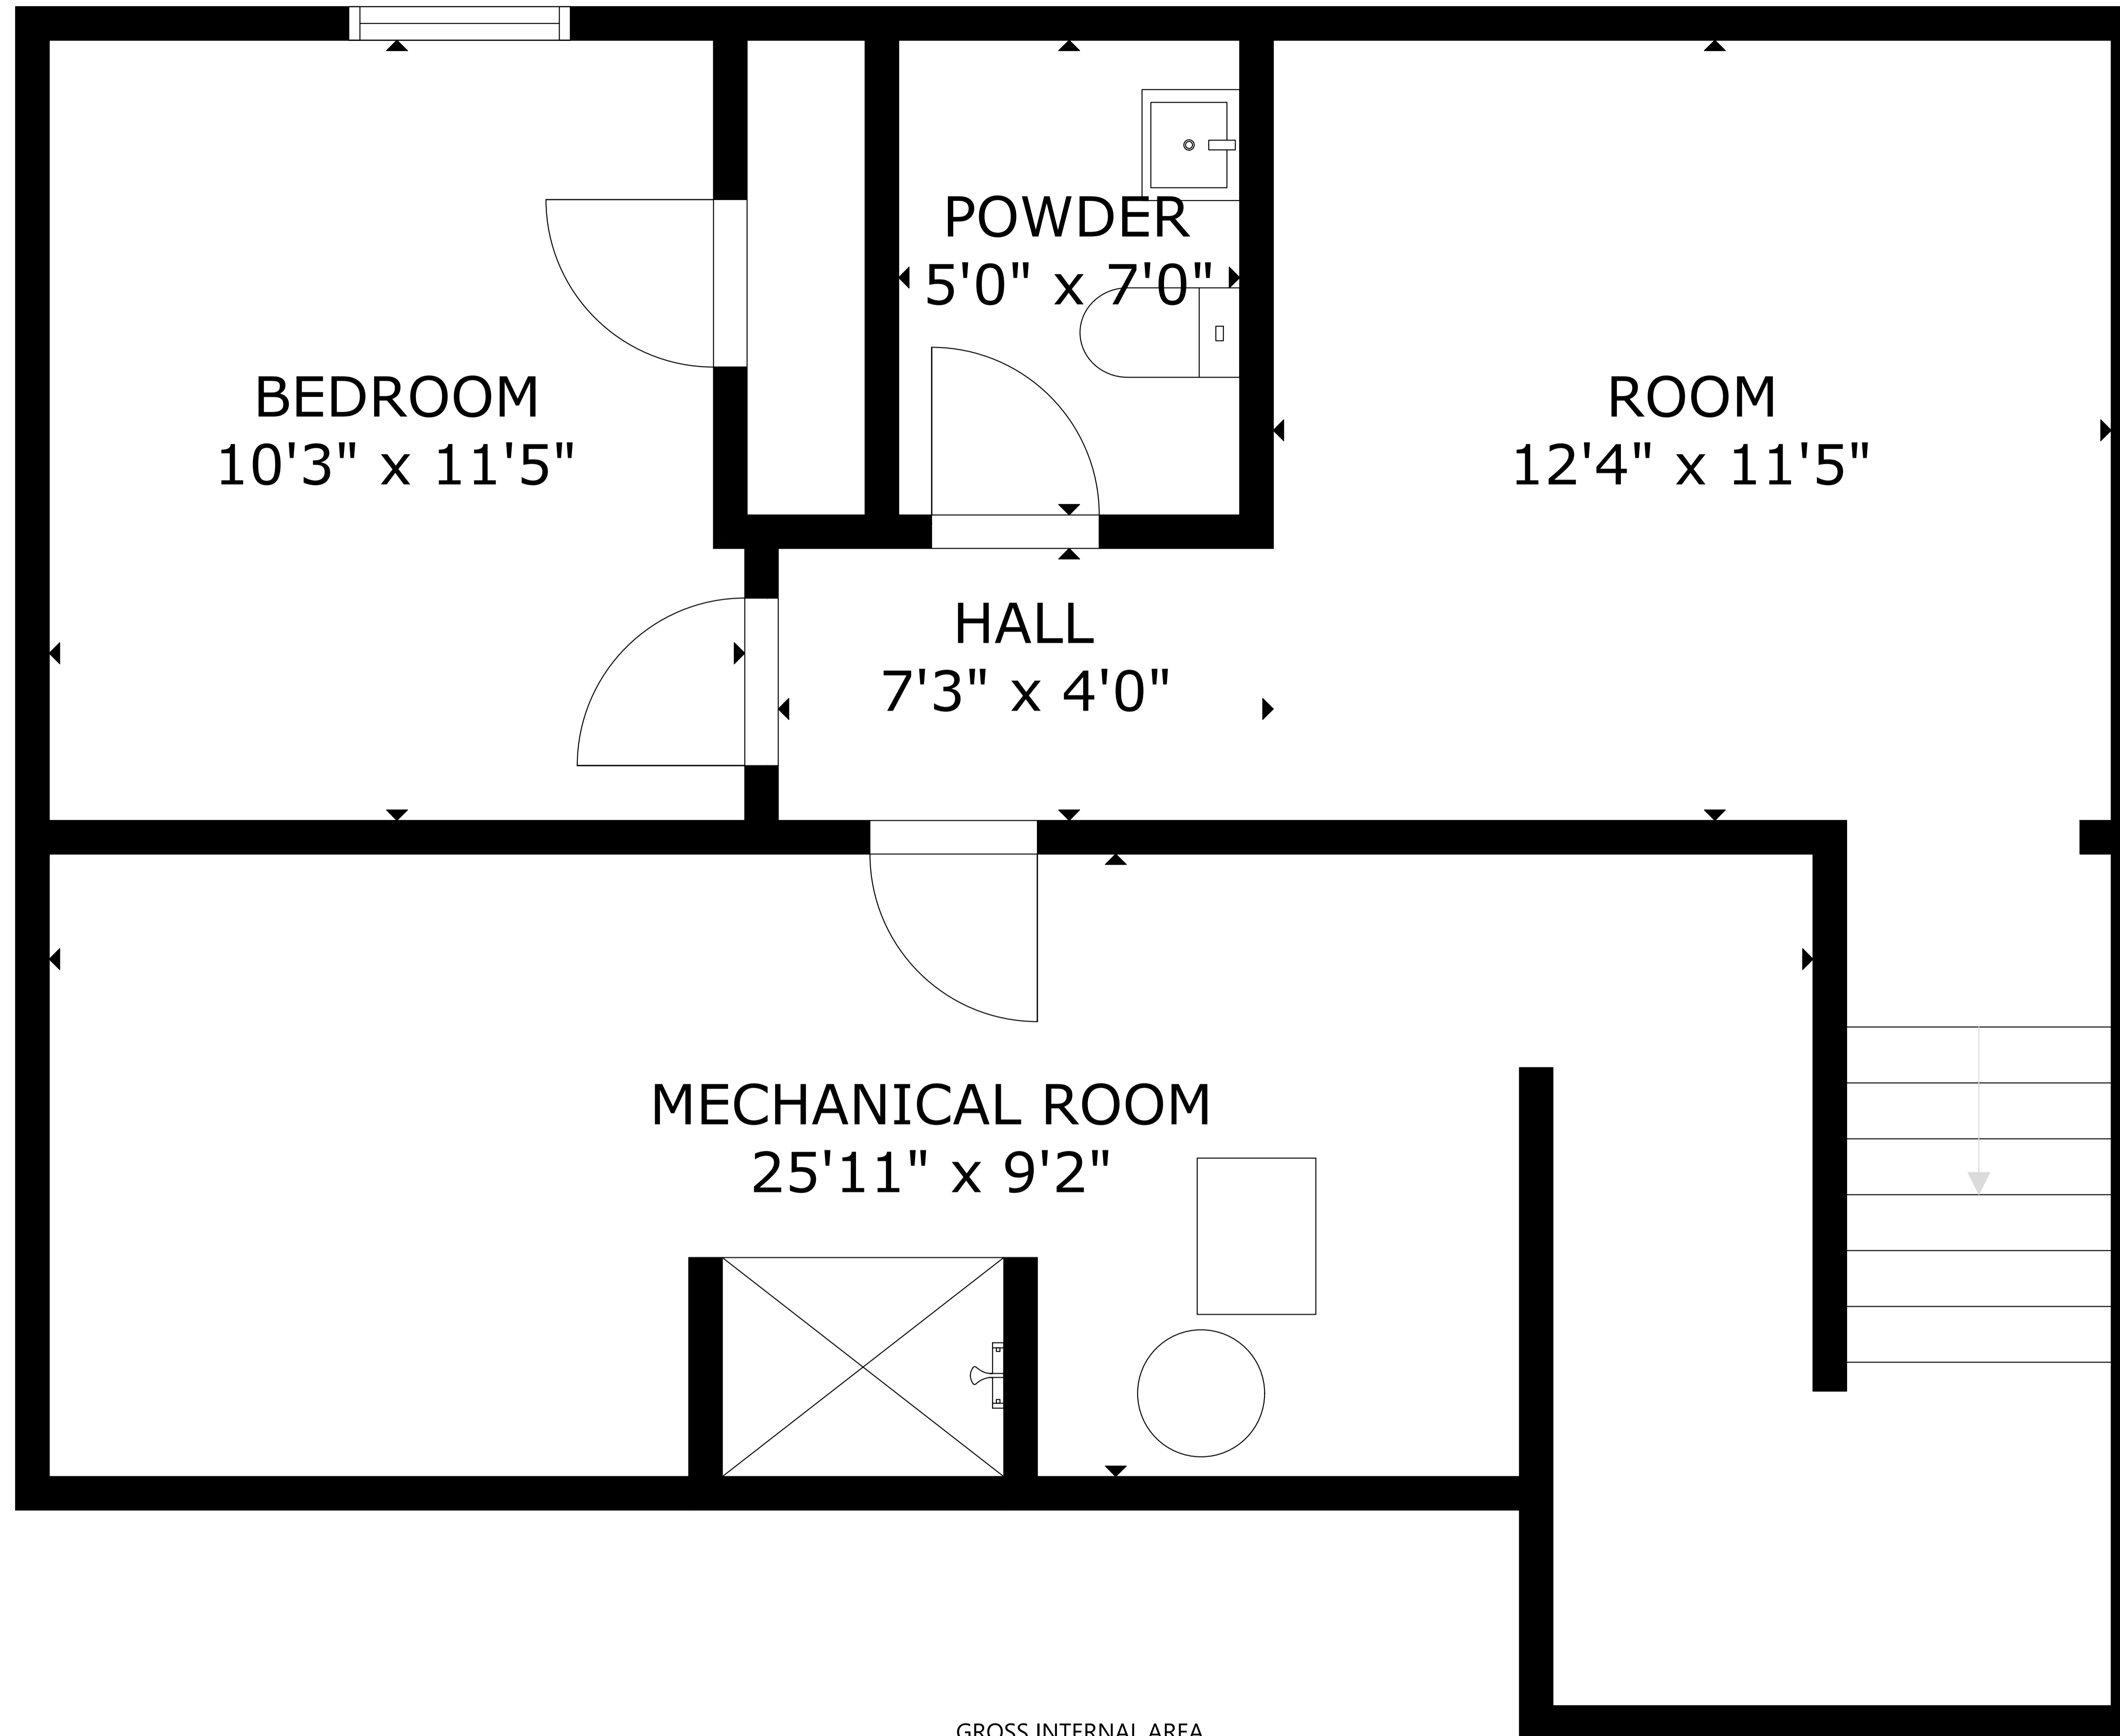 POWDER
5'0" x 7'0"
BEDROOM
10'3" x 11'5"
ROOM
12'4" x 11'5"
HALL
7'3" x 4'0"
MECHANICAL ROOM
25'11" x 9'2"
GROSS INTERNAL AREA